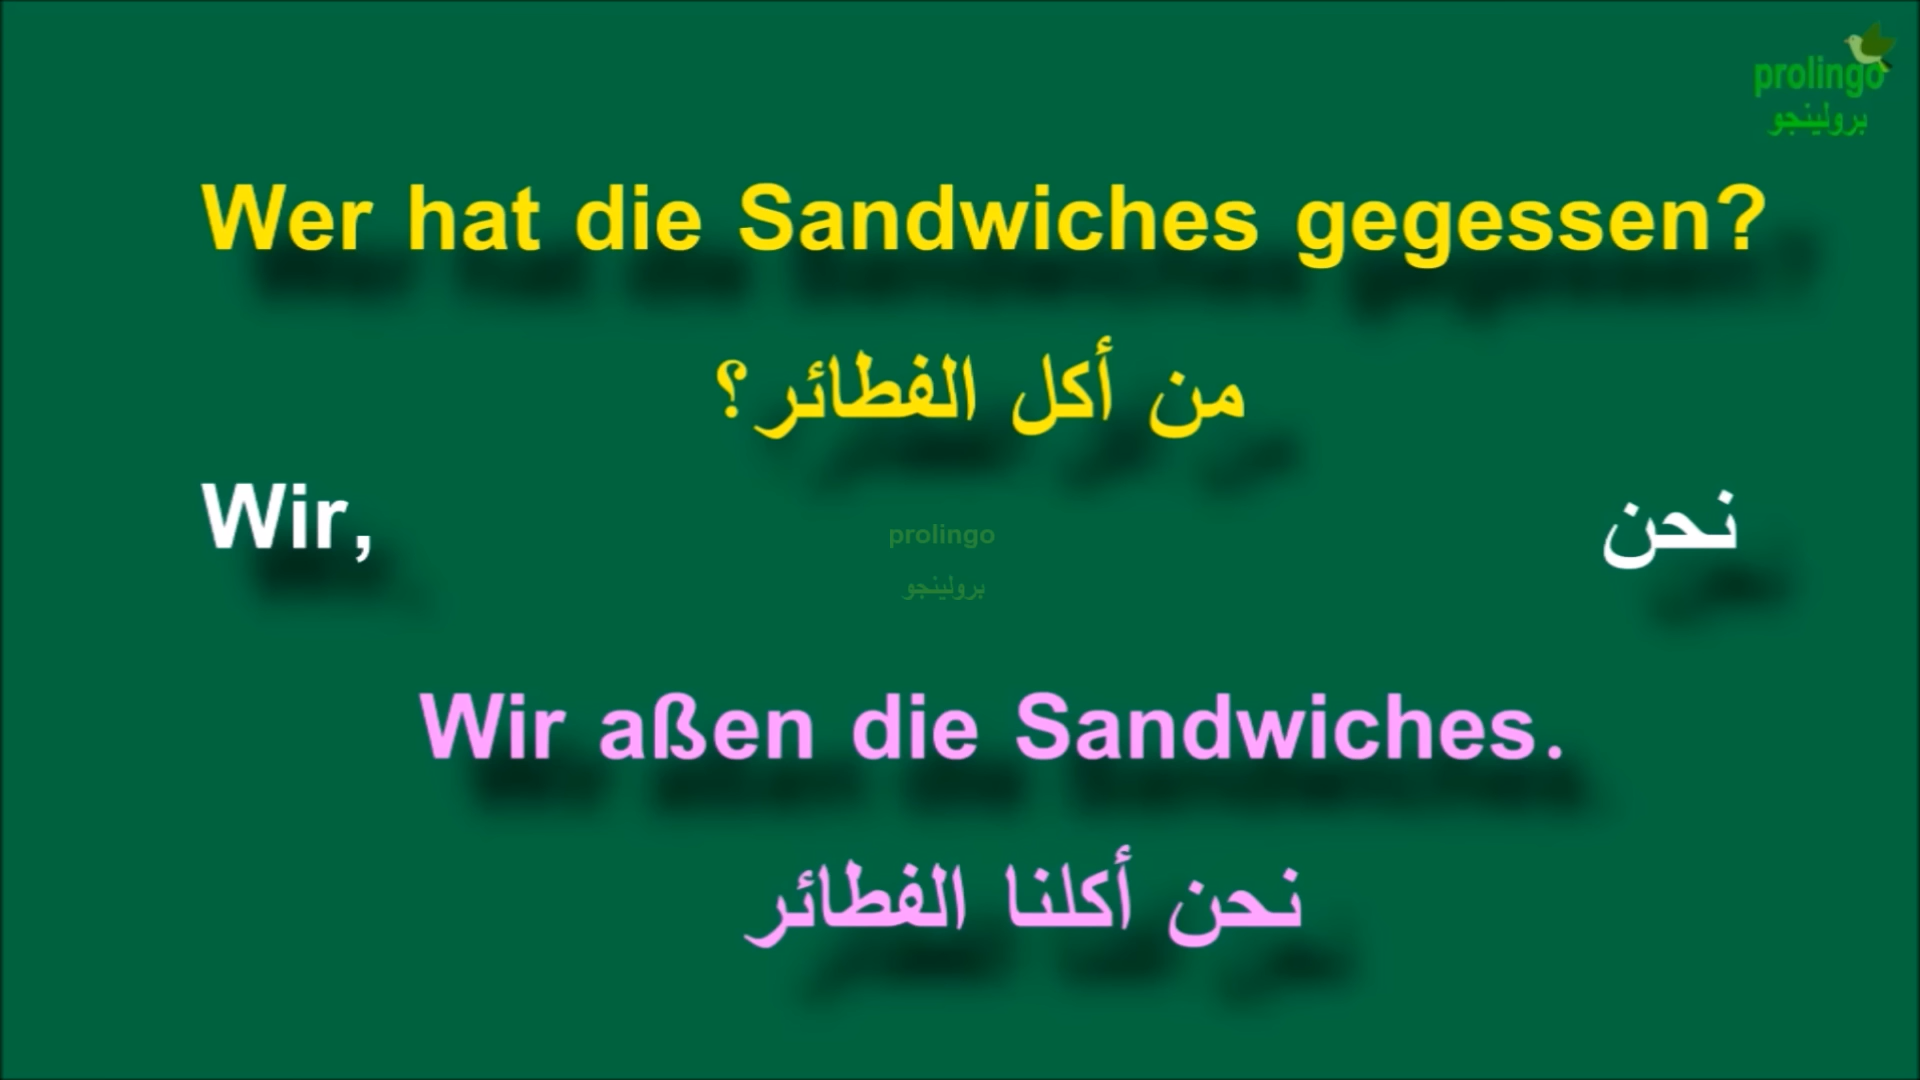 prolingo
برولينجو
Wer hat die Sandwiches gegessen?
من أكل الفطائر؟
Wir,
نحن
prolingo
برولينجو
Wir aßen die Sandwiches.
نحن أكلنا الفطائر